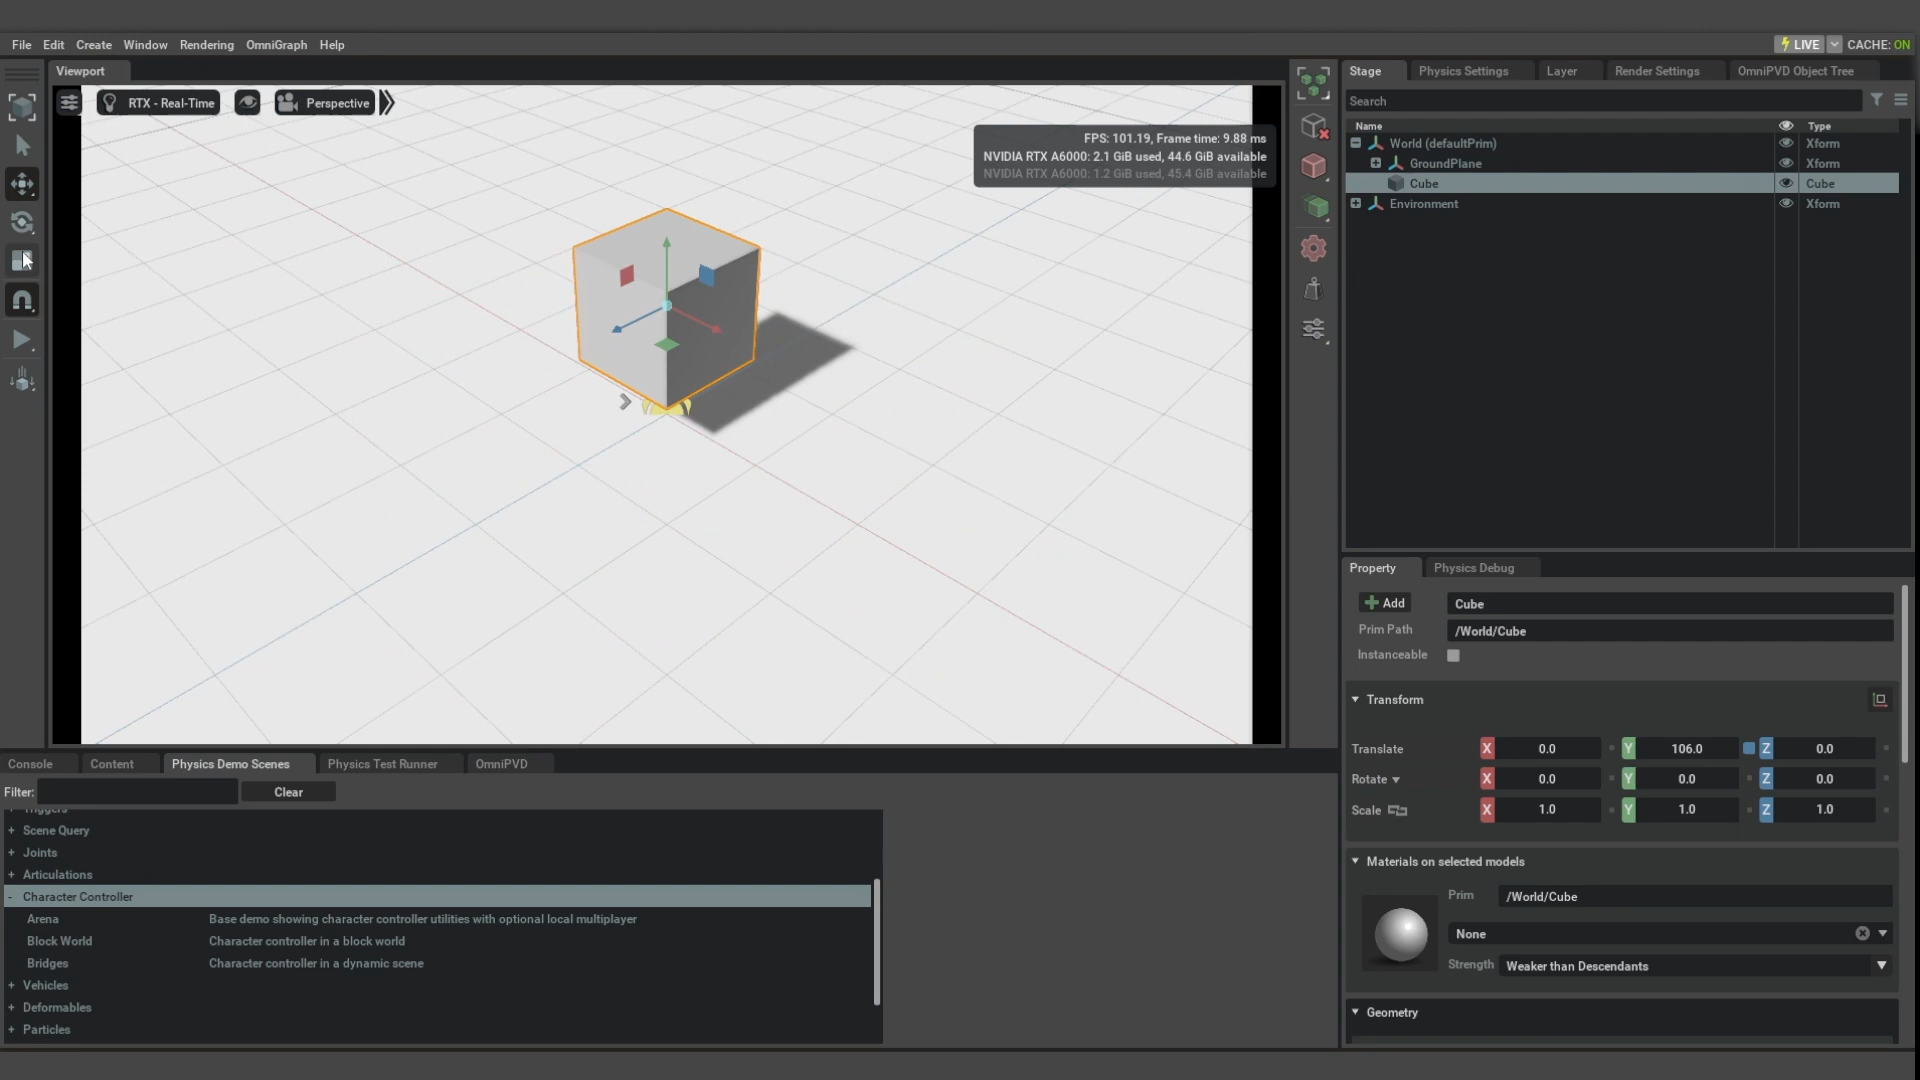 File Edit Create Window Rendering OmniGraph Help
LIVE CACHE: ON
Viewport
RTX - Real-Time
Perspective
FPS: 101.19, Frame time: 9.88 ms
NVIDIA RTX A6000: 2.1 GiB used, 44.6 GiB available
NVIDIA RTX A6000: 1.2 GiB used, 45.4 GiB available
Stage Physics Settings Layer Render Settings OmniPVD Object Tree
Search
Name Type
World (defaultPrim) Xform
GroundPlane Xform
Cube Cube
Environment Xform
Property Physics Debug
Add Cube
Prim Path /World/Cube
Instanceable
Transform
Translate X 0.0 Y 106.0 Z 0.0
Rotate X 0.0 Y 0.0 Z 0.0
Scale X 1.0 Y 1.0 Z 1.0
Materials on selected models
Prim /World/Cube
None
Strength Weaker than Descendants
Geometry
Console Content Physics Demo Scenes Physics Test Runner OmniPVD
Filter: Clear
+ Triggers
+ Scene Query
+ Joints
+ Articulations
- Character Controller
Arena Base demo showing character controller utilities with optional local multiplayer
Block World Character controller in a block world
Bridges Character controller in a dynamic scene
+ Vehicles
+ Deformables
+ Particles